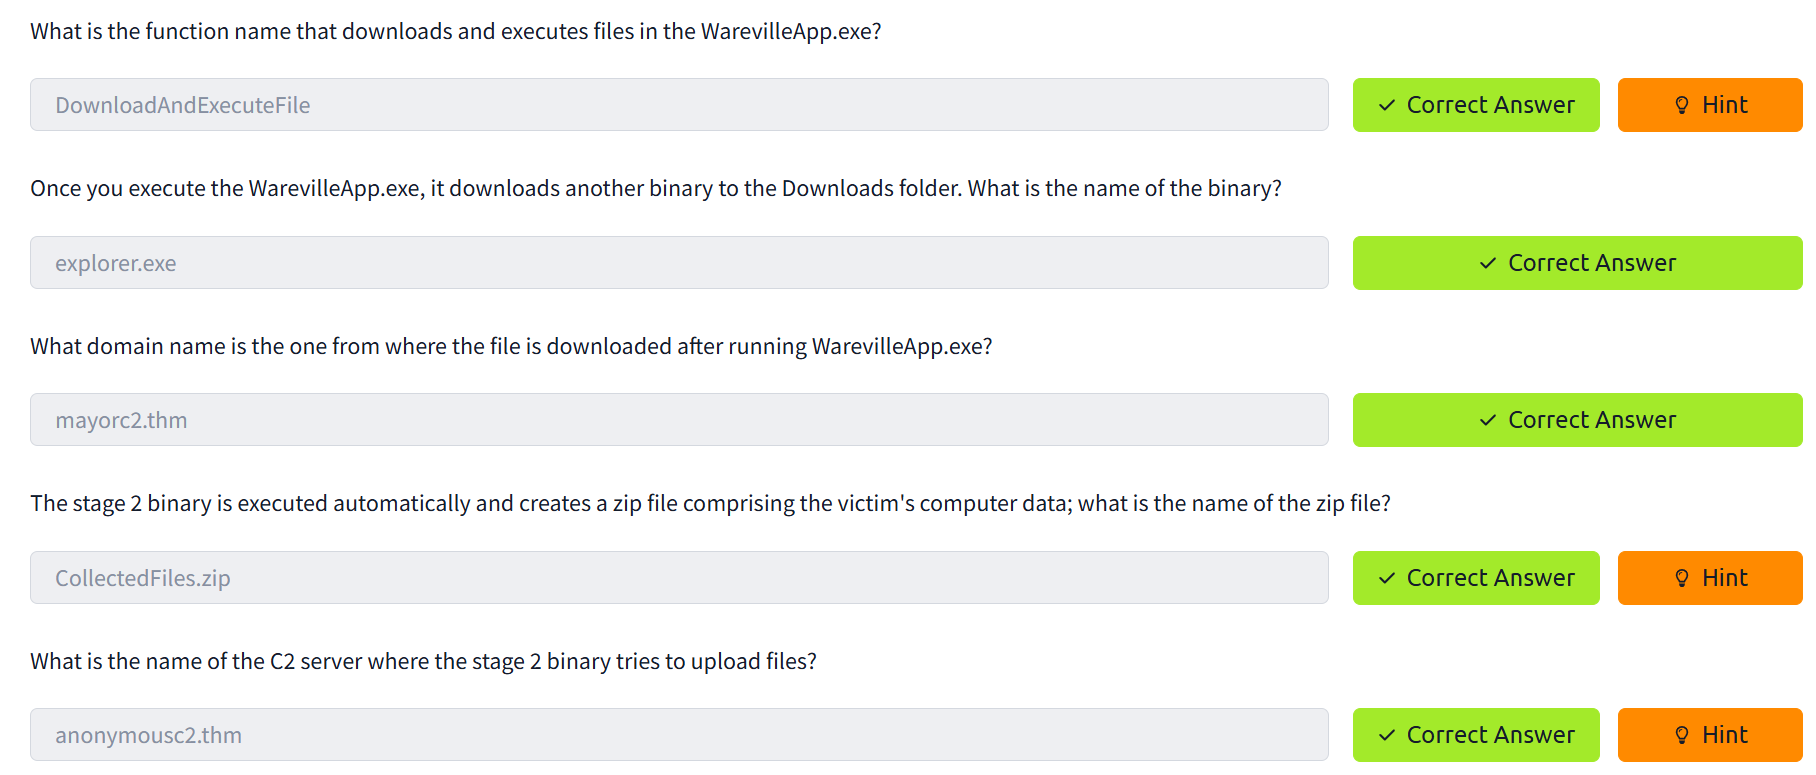 What is the function name that downloads and executes files in the WarevilleApp.exe?
DownloadAndExecuteFile
Correct Answer
Hint
Once you execute the WarevilleApp.exe, it downloads another binary to the Downloads folder. What is the name of the binary?
explorer.exe
Correct Answer
What domain name is the one from where the file is downloaded after running WarevilleApp.exe?
mayorc2.thm
Correct Answer
The stage 2 binary is executed automatically and creates a zip file comprising the victim's computer data; what is the name of the zip file?
CollectedFiles.zip
Correct Answer
Hint
What is the name of the C2 server where the stage 2 binary tries to upload files?
anonymousc2.thm
Correct Answer
Hint